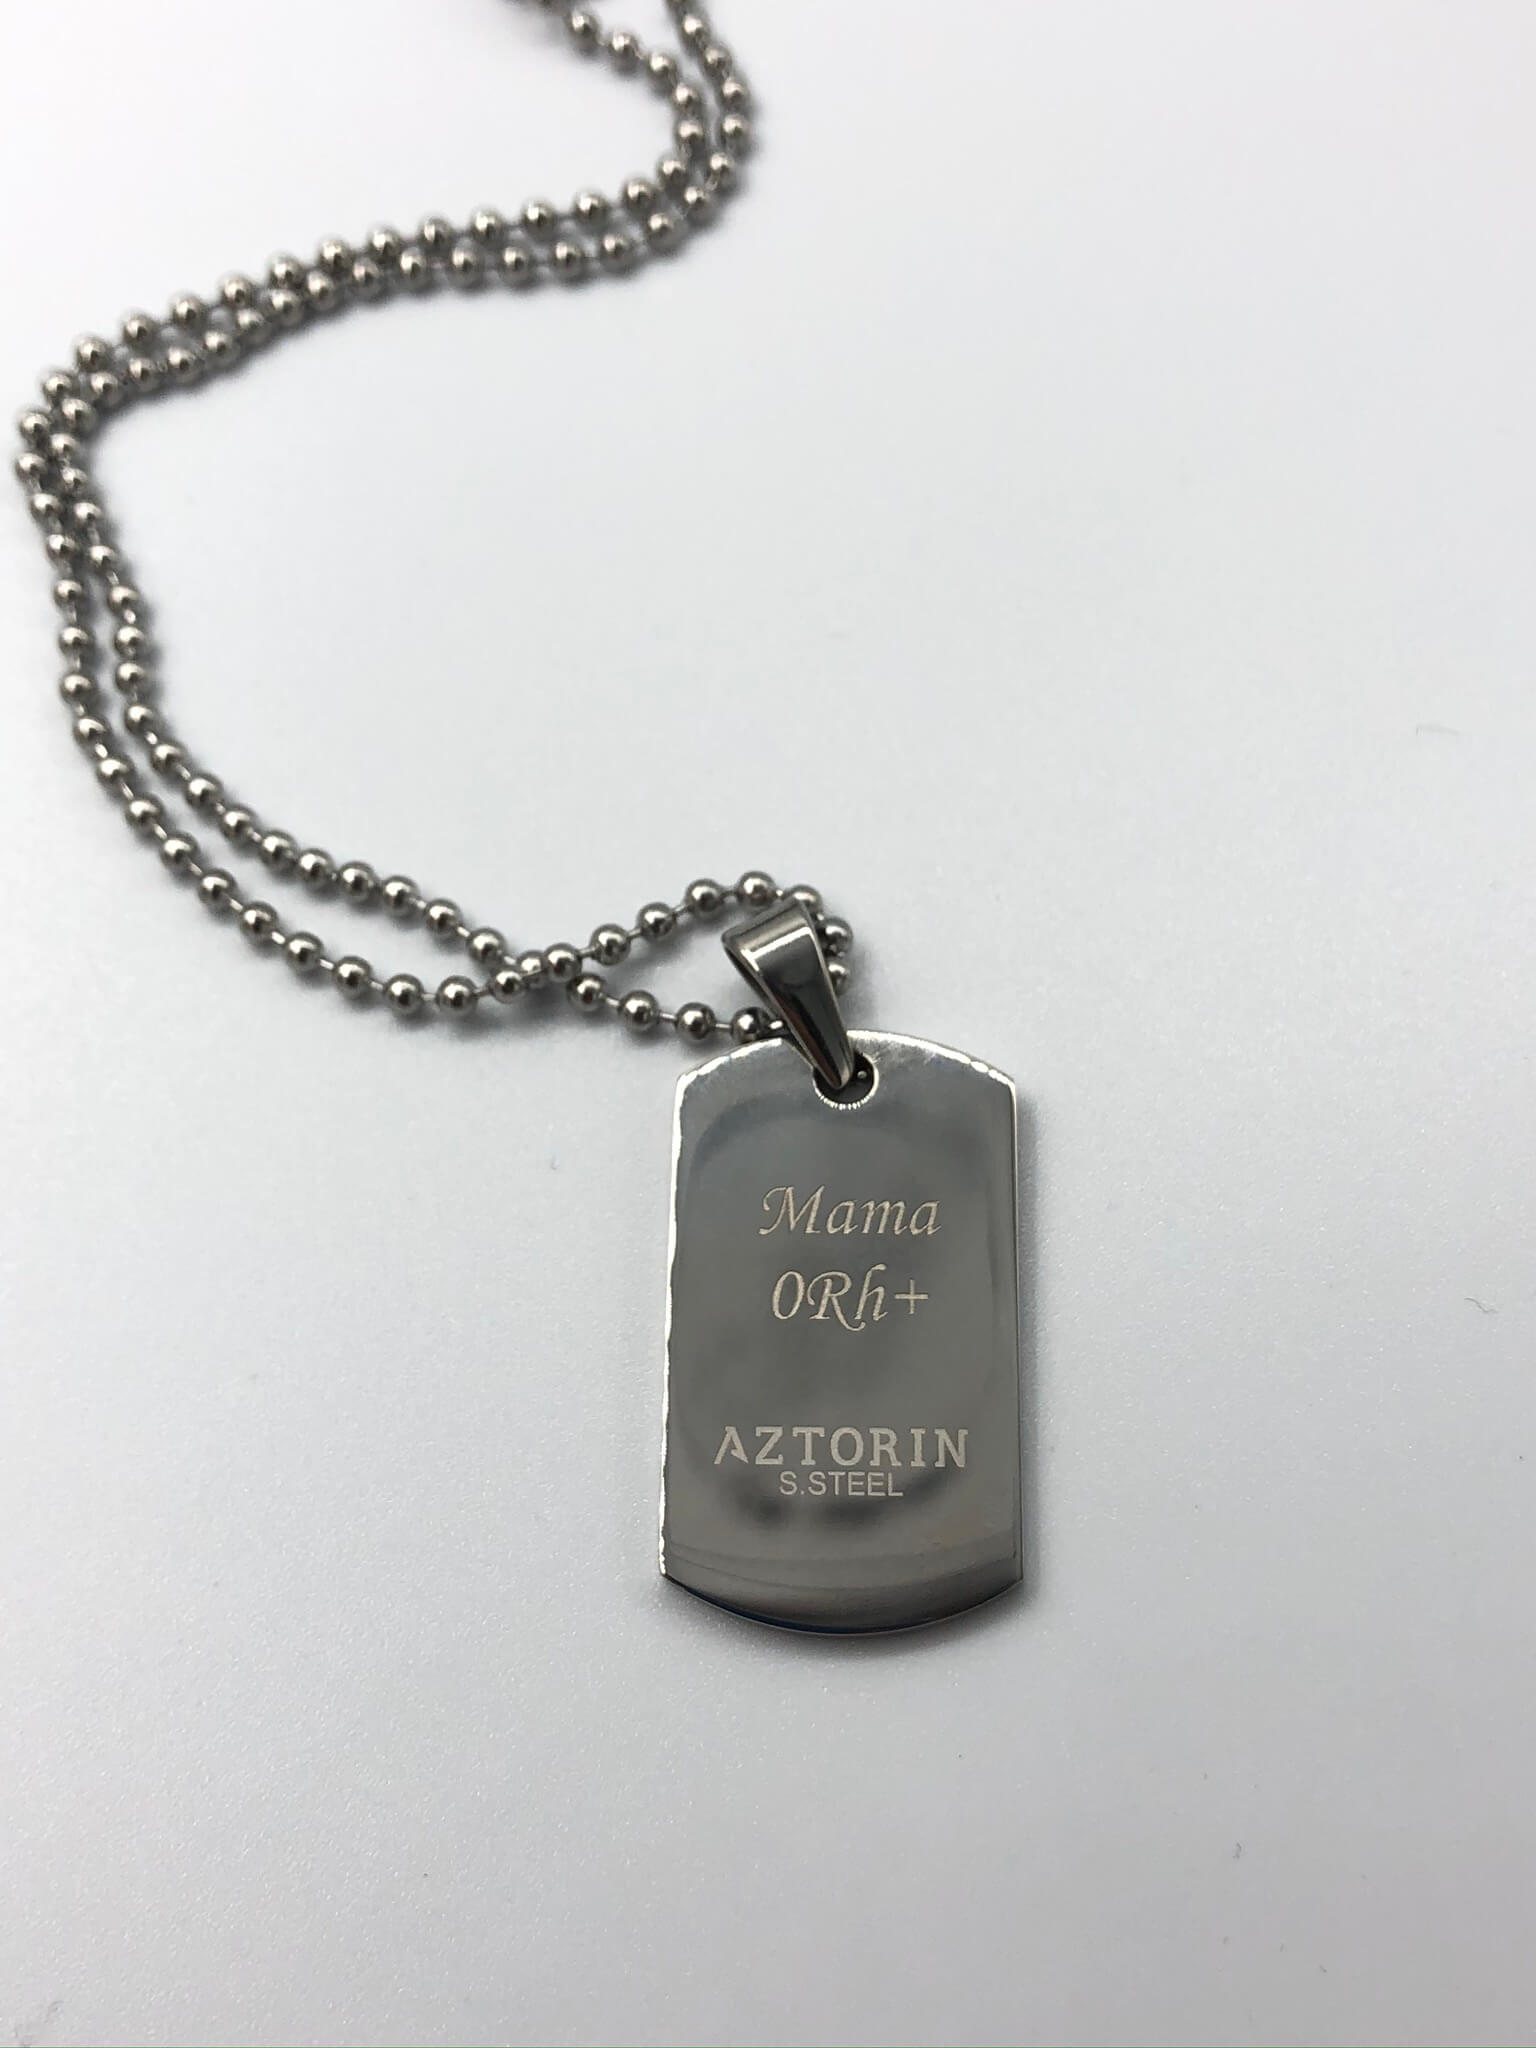 Mama
0Rh+
AZTORIN
S.STEEL